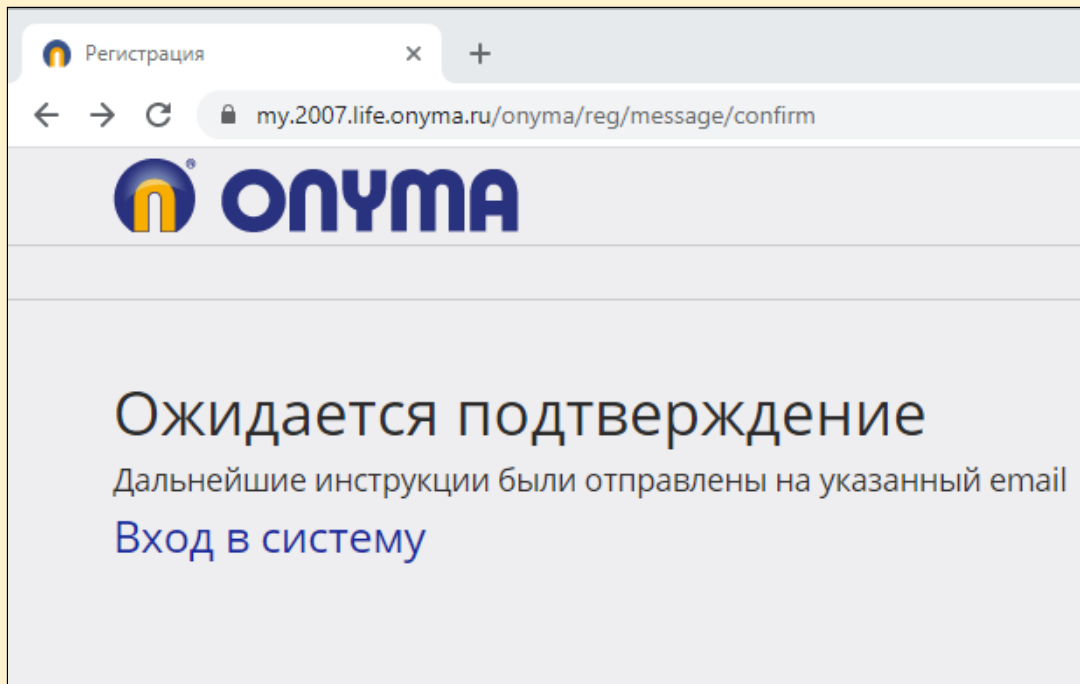 Регистрация
my.2007.life.onyma.ru/onyma/reg/message/confirm
n® ONYMA
Ожидается подтверждение
Дальнейшие инструкции были отправлены на указанный email
Вход в систему